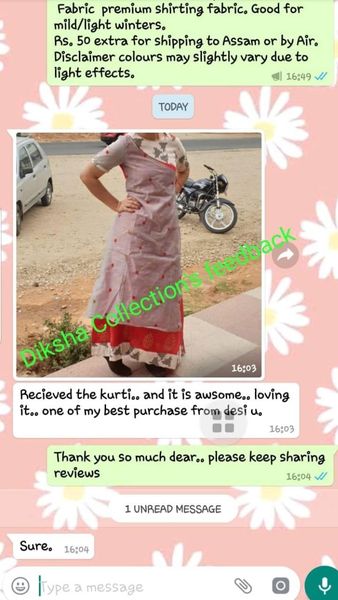 Fabric premium shirting fabric. Good for
mild/light winters.
Rs. 50 extra for shipping to Assam or by Air.
Disclaimer colours may slightly vary due to
light effects.
16:49
TODAY
Diksha Collection's feedback
16:03
Recieved the kurti.. and it is awsome.. loving
it.. one of my best purchase from desi u.
16:03
Thank you so much dear.. please keep sharing
reviews
16:04
1 UNREAD MESSAGE
Sure. 16:04
Type a message